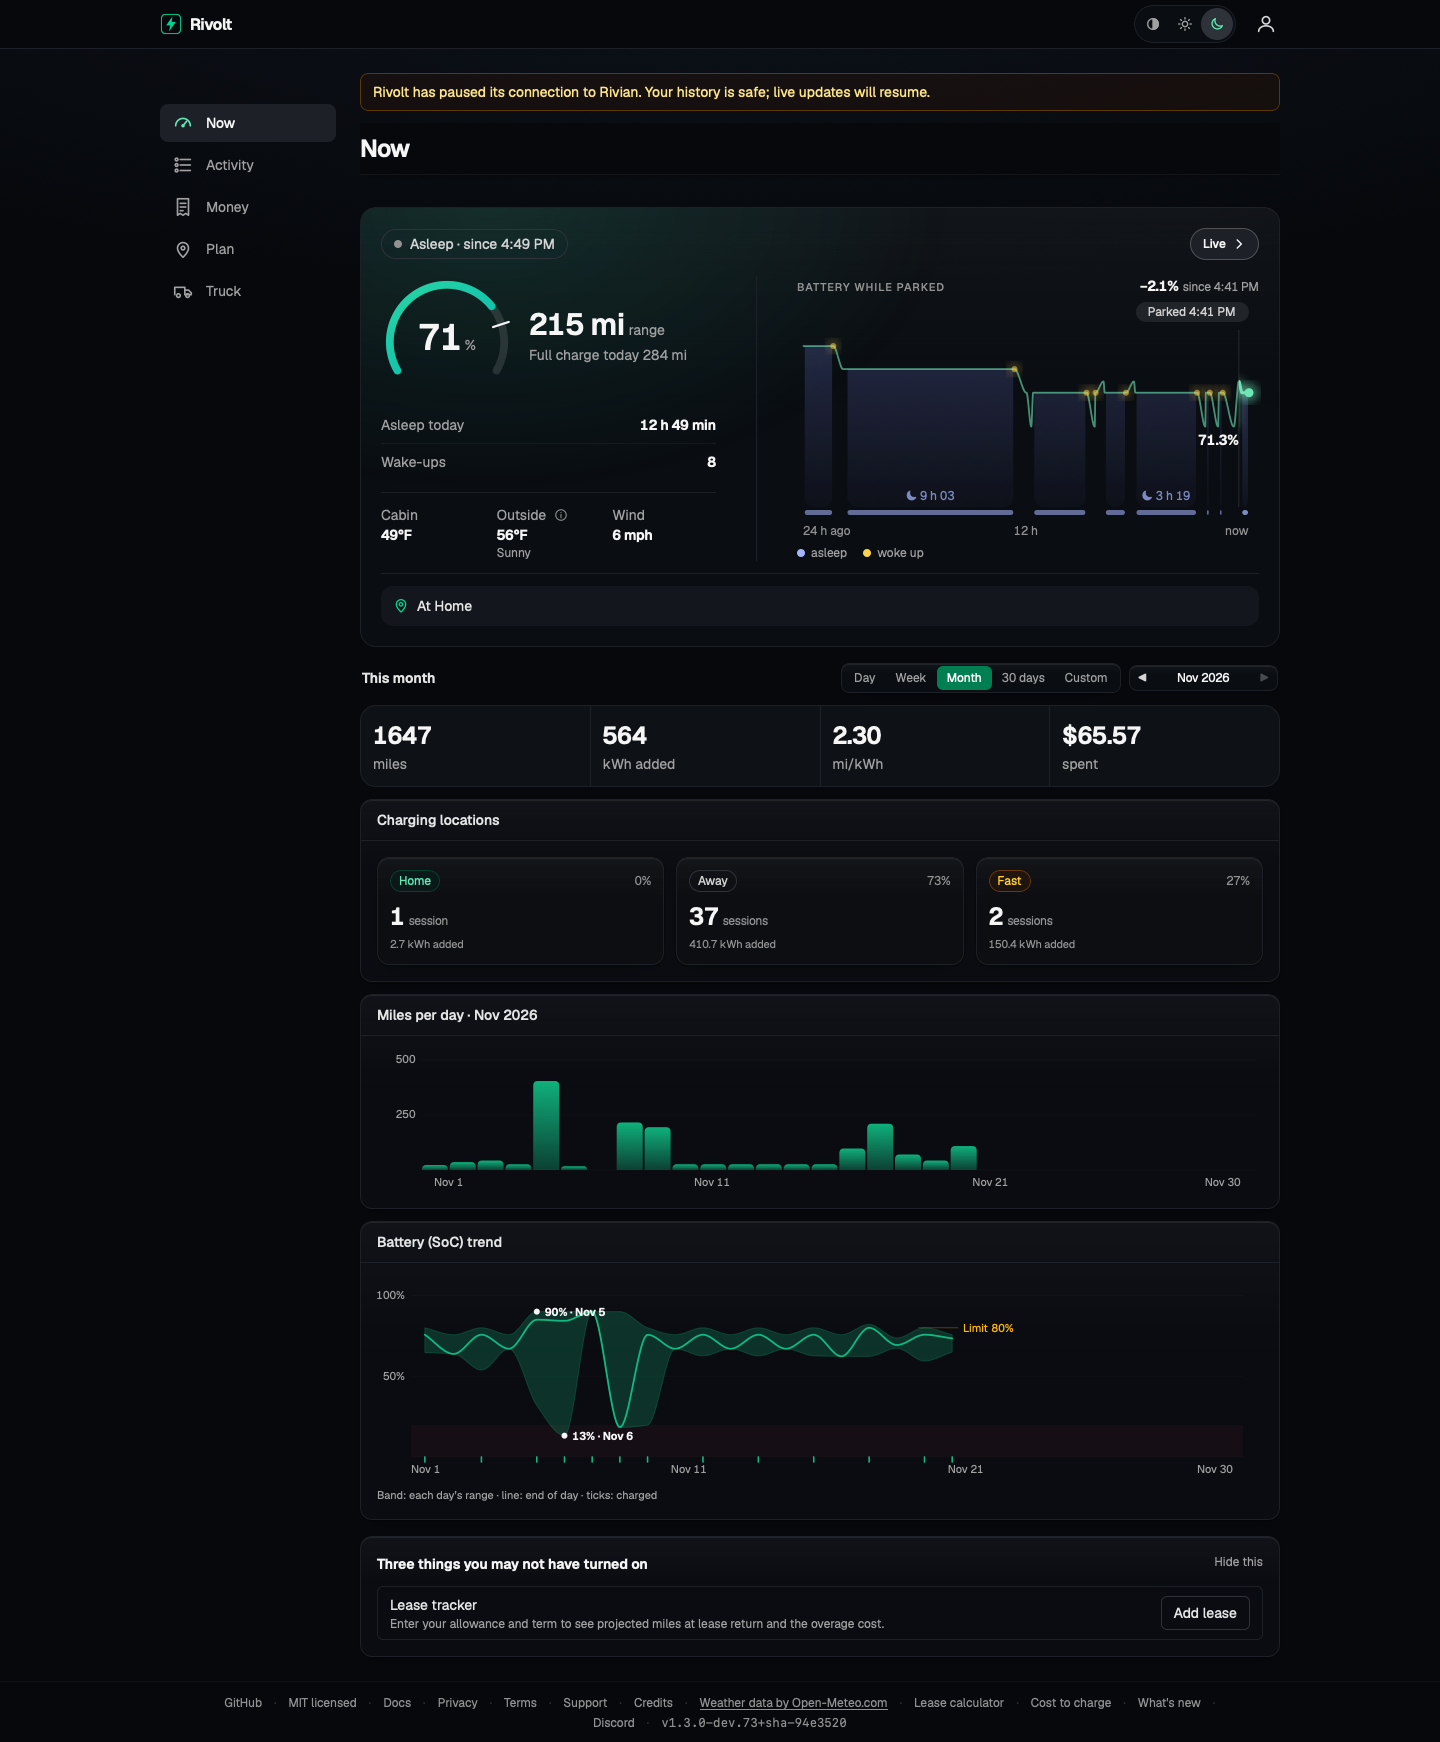 Rivolt
Rivolt has paused its connection to Rivian. Your history is safe; live updates will resume.
Now
Activity
Money
Plan
Truck
Now
Asleep · since 4:49 PM
Live
71 %
215 mi range
Full charge today 284 mi
Asleep today 12 h 49 min
Wake-ups 8
Cabin Outside Wind
49°F 56°F 6 mph
Sunny
BATTERY WHILE PARKED −2.1% since 4:41 PM
Parked 4:41 PM
71.3%
9 h 03 3 h 19
24 h ago 12 h now
asleep woke up
At Home
This month Day Week Month 30 days Custom Nov 2026
1647 564 2.30 $65.57
miles kWh added mi/kWh spent
Charging locations
Home 0% Away 73% Fast 27%
1 session 37 sessions 2 sessions
2.7 kWh added 410.7 kWh added 150.4 kWh added
Miles per day · Nov 2026
500
250
Nov 1 Nov 11 Nov 21 Nov 30
Battery (SoC) trend
100%
90% · Nov 5
Limit 80%
50%
13% · Nov 6
Nov 1 Nov 11 Nov 21 Nov 30
Band: each day's range · line: end of day · ticks: charged
Three things you may not have turned on Hide this
Lease tracker
Enter your allowance and term to see projected miles at lease return and the overage cost.
Add lease
GitHub · MIT licensed · Docs · Privacy · Terms · Support · Credits · Weather data by Open-Meteo.com · Lease calculator · Cost to charge · What's new ·
Discord · v1.3.0-dev.73+sha-94e3520